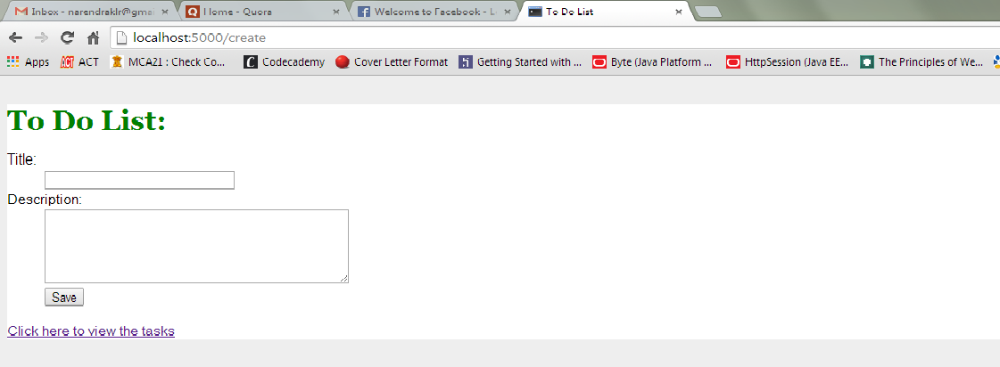 Inbox - narendraklr@gmai
Home - Quora
Welcome to Facebook - L
To Do List
localhost:5000/create
Apps
ACT ACT
MCA21 : Check Co...
C Codecademy
Cover Letter Format
Getting Started with ...
Byte (Java Platform ...
HttpSession (Java EE...
The Principles of We...
To Do List:
Title:
Description:
Save
Click here to view the tasks